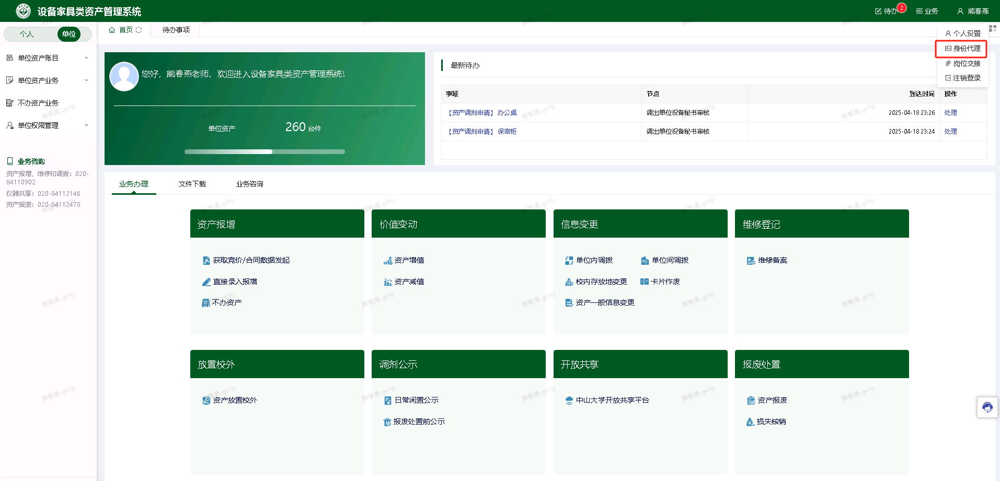 设备家具类资产管理系统
待办 2
业务
熊春燕
个人 单位
首页
待办事项
个人设置
身份代理
岗位交接
注销登录
单位资产账目
单位资产业务
不办资产业务
单位权限管理
业务咨询
资产报增、维修和调拨：020-
84110902
仪器共享：020-84112146
资产报废：020-84112478
您好，熊春燕老师，欢迎进入设备家具类资产管理系统！
单位资产 260 台件
最新待办
事项 节点 到达时间 操作
【资产调剂申请】 办公桌 调出单位设备秘书审核 2025-04-18 23:26 处理
【资产调剂申请】 保密柜 调出单位设备秘书审核 2025-04-18 23:24 处理
业务办理 文件下载 业务咨询
资产报增
获取竞价/合同数据发起
直接录入报增
不办资产
价值变动
资产增值
资产减值
信息变更
单位内调拨 单位间调拨
校内存放地变更 卡片作废
资产一般信息变更
维修登记
维修备案
放置校外
资产放置校外
调剂公示
日常闲置公示
报废处置前公示
开放共享
中山大学开放共享平台
报废处置
资产报废
损失核销
熊春燕 gchy